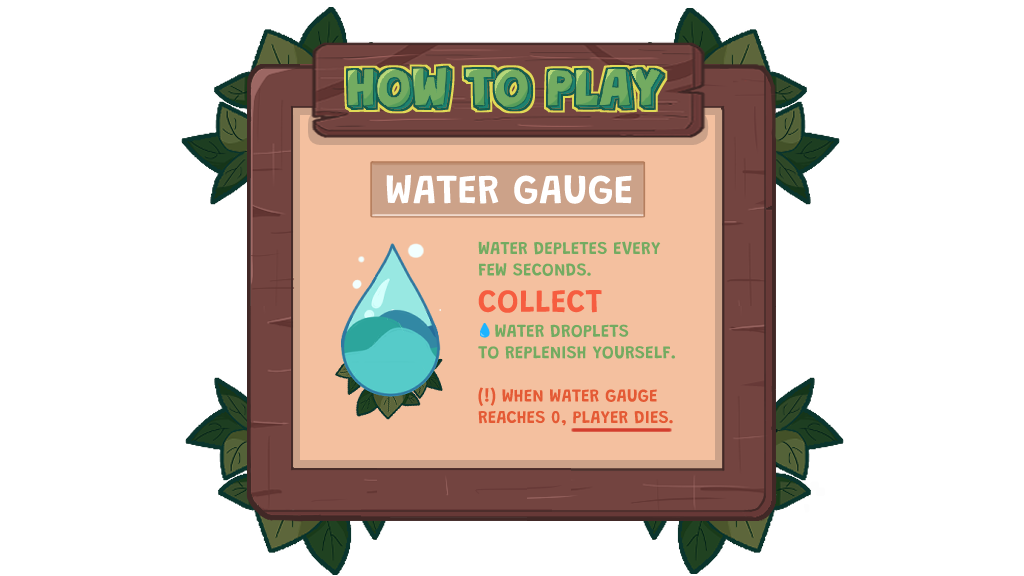 HOW TO PLAY
WATER GAUGE
WATER DEPLETES EVERY
FEW SECONDS.
COLLECT
💧WATER DROPLETS
TO REPLENISH YOURSELF.
(!) WHEN WATER GAUGE
REACHES 0, PLAYER DIES.